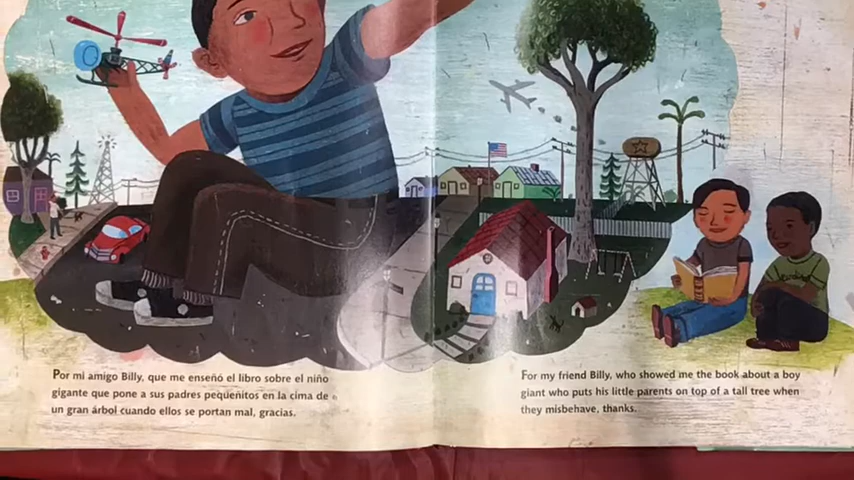 Por mi amigo Billy, que me enseñó el libro sobre el niño
gigante que pone a sus padres pequeñitos en la cima de
un gran árbol cuando ellos se portan mal, gracias.
For my friend Billy, who showed me the book about a boy
giant who puts his little parents on top of a tall tree when
they misbehave, thanks.